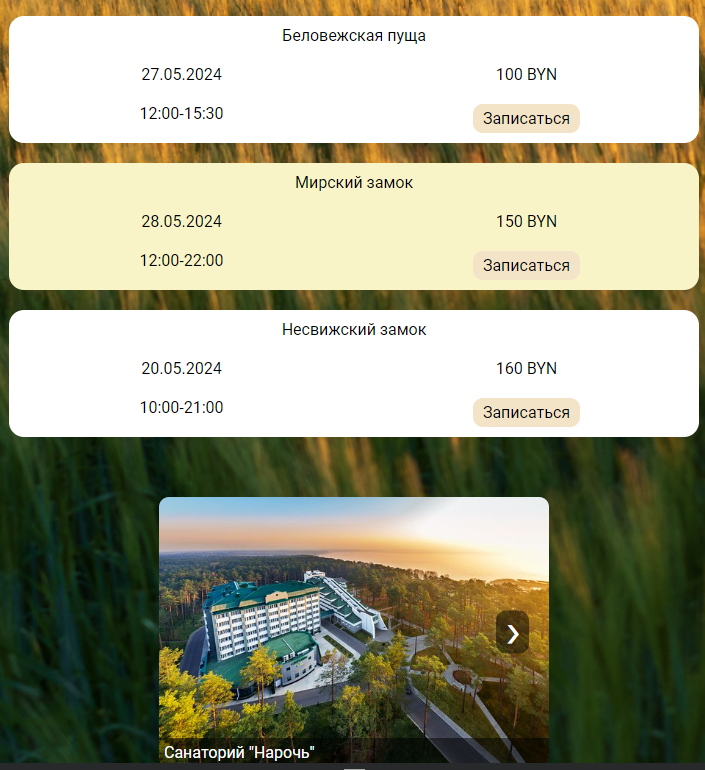 Беловежская пуща
27.05.2024 100 BYN
12:00-15:30 Записаться
Мирский замок
28.05.2024 150 BYN
12:00-22:00 Записаться
Несвижский замок
20.05.2024 160 BYN
10:00-21:00 Записаться
Санаторий "Нарочь"